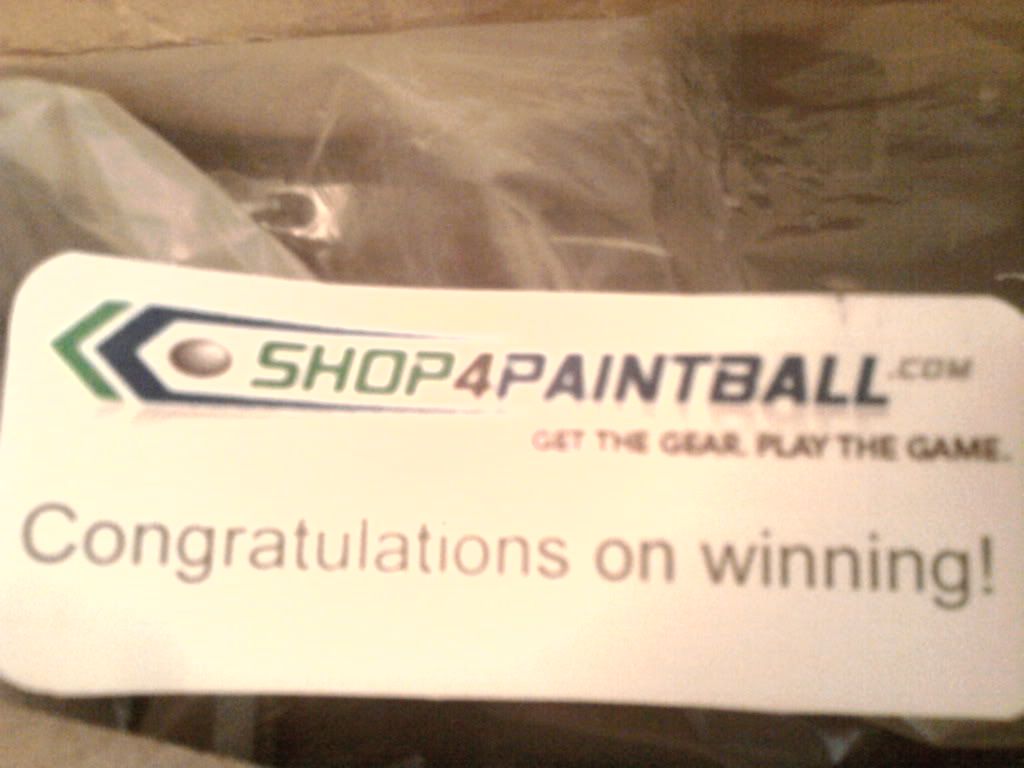 SHOP4PAINTBALL.COM
GET THE GEAR. PLAY THE GAME.
Congratulations on winning!